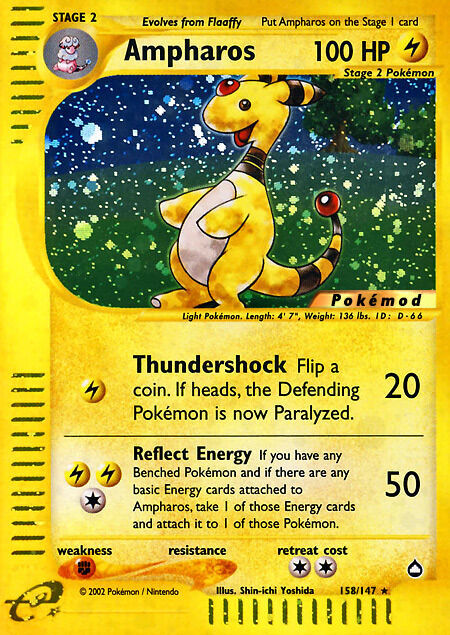 STAGE 2
Evolves from Flaaffy
Put Ampharos on the Stage 1 card
Ampharos 100 HP
Stage 2 Pokémon
Pokémod
Light Pokémon. Length: 4' 7", Weight: 136 lbs. ID: D-66
Thundershock Flip a
coin. If heads, the Defending
Pokémon is now Paralyzed.
20
Reflect Energy If you have any
Benched Pokémon and if there are any
basic Energy cards attached to
Ampharos, take 1 of those Energy cards
and attach it to 1 of those Pokémon.
50
weakness resistance retreat cost
© 2002 Pokémon / Nintendo Illus. Shin-ichi Yoshida 158/147 ★
e